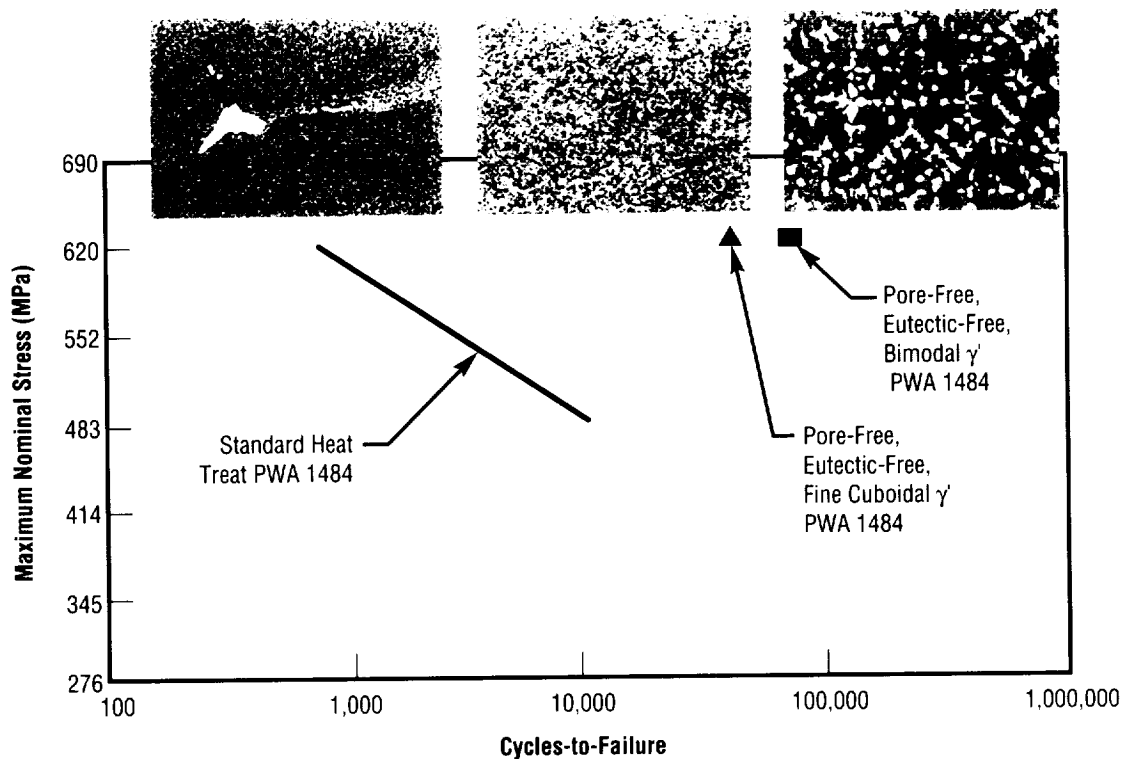 690
620
552
483
414
345
276
Maximum Nominal Stress (MPa)
100
1,000
10,000
100,000
1,000,000
Cycles-to-Failure
Standard Heat
Treat PWA 1484
Pore-Free,
Eutectic-Free,
Fine Cuboidal γ'
PWA 1484
Pore-Free,
Eutectic-Free,
Bimodal γ'
PWA 1484